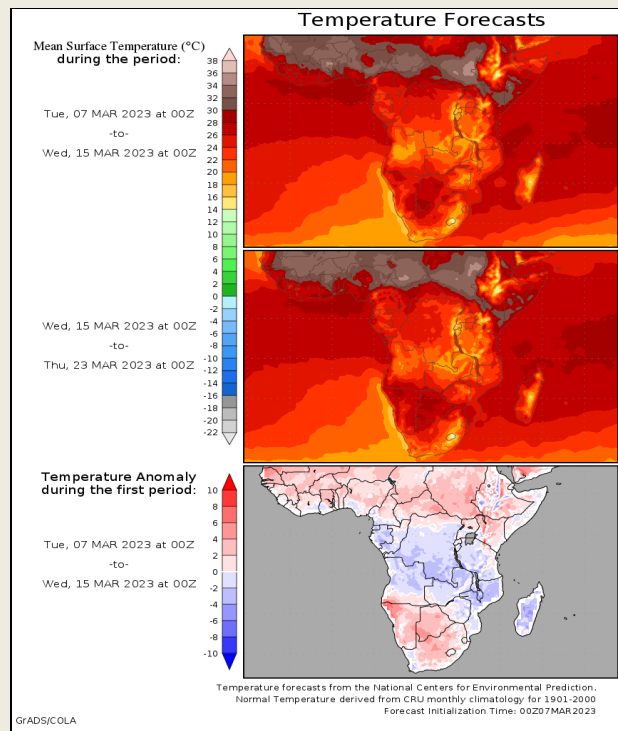 Temperature Forecasts
Mean Surface Temperature (°C)
during the period:
Tue, 07 MAR 2023 at 00Z
-to-
Wed, 15 MAR 2023 at 00Z
38
36
34
32
30
28
26
24
22
20
18
16
14
12
10
8
6
4
2
0
-2
-4
-6
-8
-10
-12
-14
-16
-18
-20
-22
Wed, 15 MAR 2023 at 00Z
-to-
Thu, 23 MAR 2023 at 00Z
Temperature Anomaly
during the first period:
Tue, 07 MAR 2023 at 00Z
-to-
Wed, 15 MAR 2023 at 00Z
10
8
6
4
2
0
-2
-4
-6
-8
-10
Temperature forecasts from the National Centers for Environmental Prediction.
Normal Temperature derived from CRU monthly climatology for 1901-2000
Forecast Initialization Time: 00Z07MAR2023
GrADS/COLA